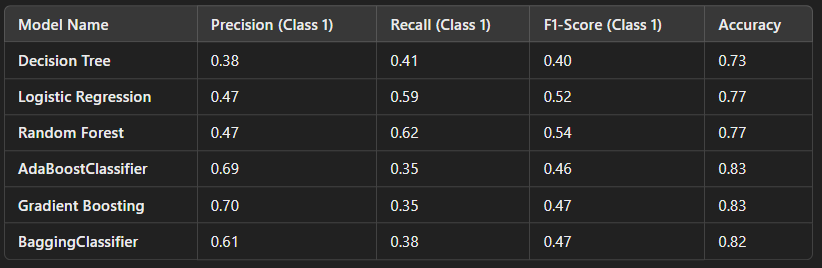 Model Name Precision (Class 1) Recall (Class 1) F1-Score (Class 1) Accuracy
Decision Tree 0.38 0.41 0.40 0.73
Logistic Regression 0.47 0.59 0.52 0.77
Random Forest 0.47 0.62 0.54 0.77
AdaBoostClassifier 0.69 0.35 0.46 0.83
Gradient Boosting 0.70 0.35 0.47 0.83
BaggingClassifier 0.61 0.38 0.47 0.82